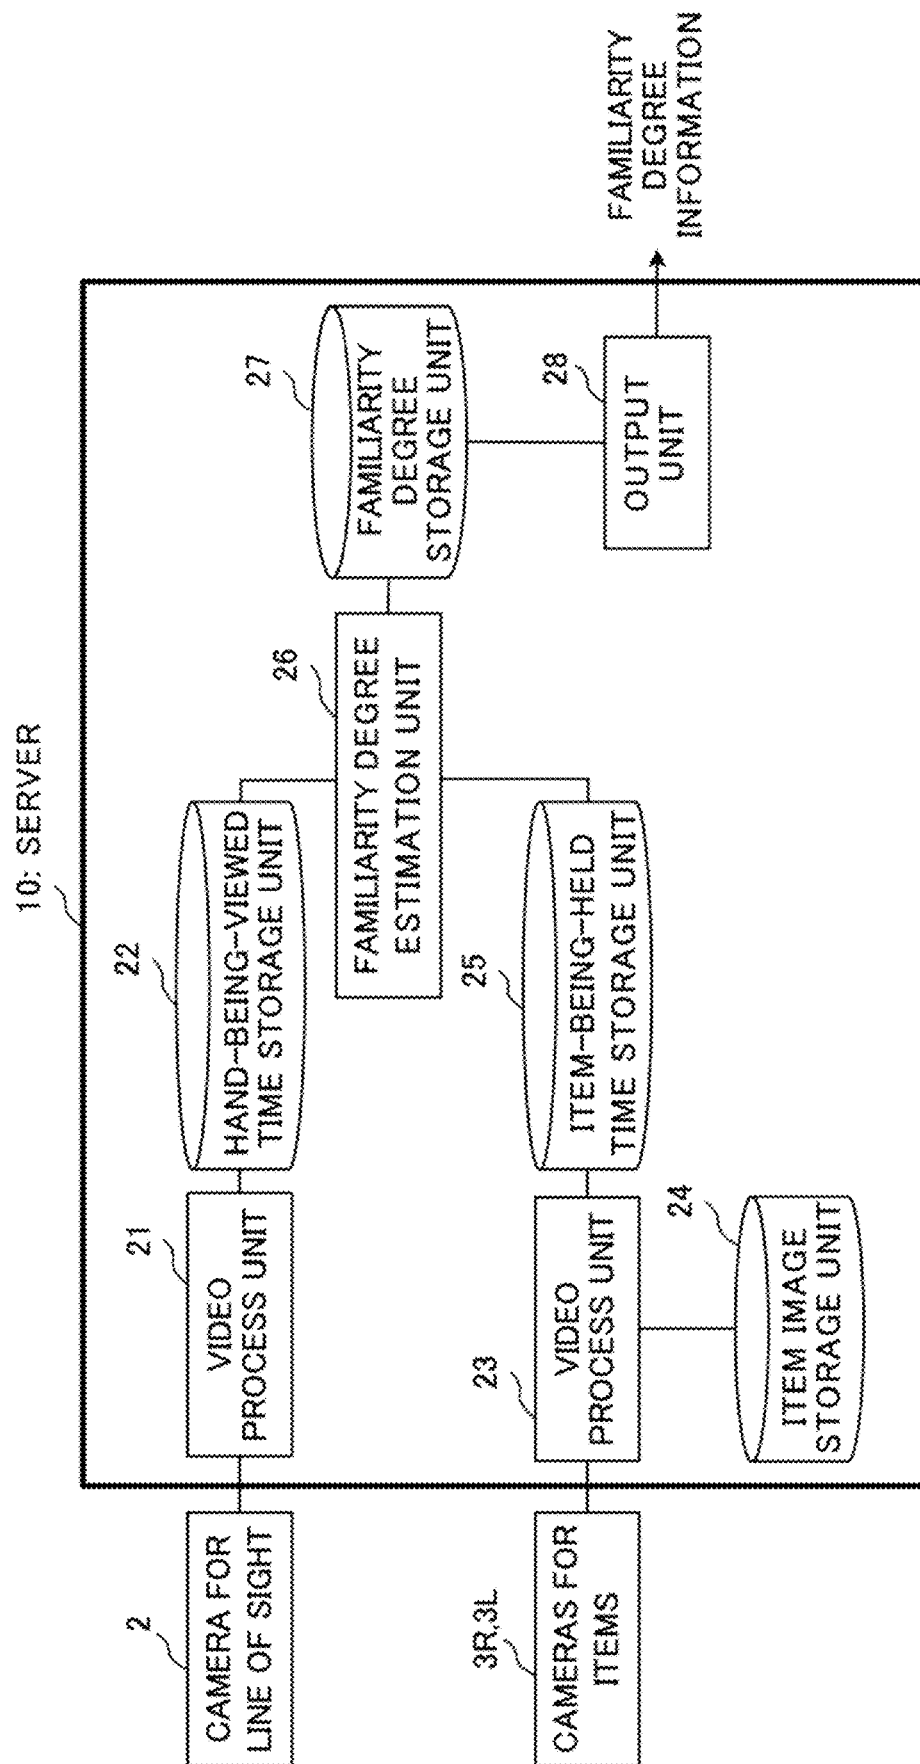 10: SERVER
2
CAMERA FOR
LINE OF SIGHT
21
VIDEO
PROCESS UNIT
22
HAND-BEING-VIEWED
TIME STORAGE UNIT
26
FAMILIARITY DEGREE
ESTIMATION UNIT
27
FAMILIARITY
DEGREE
STORAGE UNIT
3R,3L
CAMERAS FOR
ITEMS
23
VIDEO
PROCESS UNIT
25
ITEM-BEING-HELD
TIME STORAGE UNIT
24
ITEM IMAGE
STORAGE UNIT
28
OUTPUT
UNIT
FAMILIARITY
DEGREE
INFORMATION